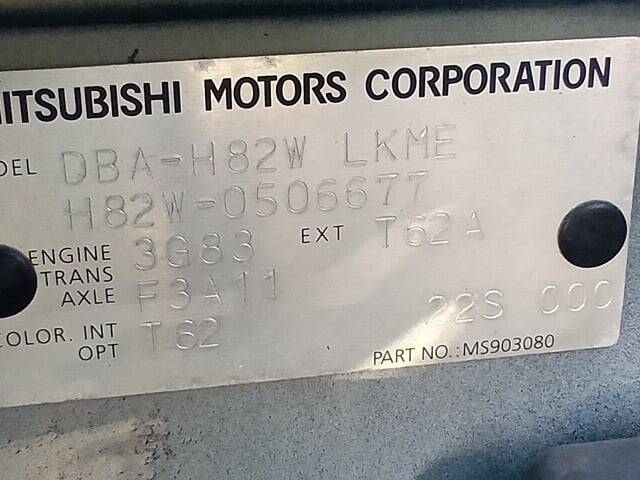 MITSUBISHI MOTORS CORPORATION
DEL DBA-H82W LKME
H82W-0506677
ENGINE 3G83 EXT T62A
TRANS
AXLE F3A11
COLOR. INT T62 22S 000
OPT
PART NO.:MS903080